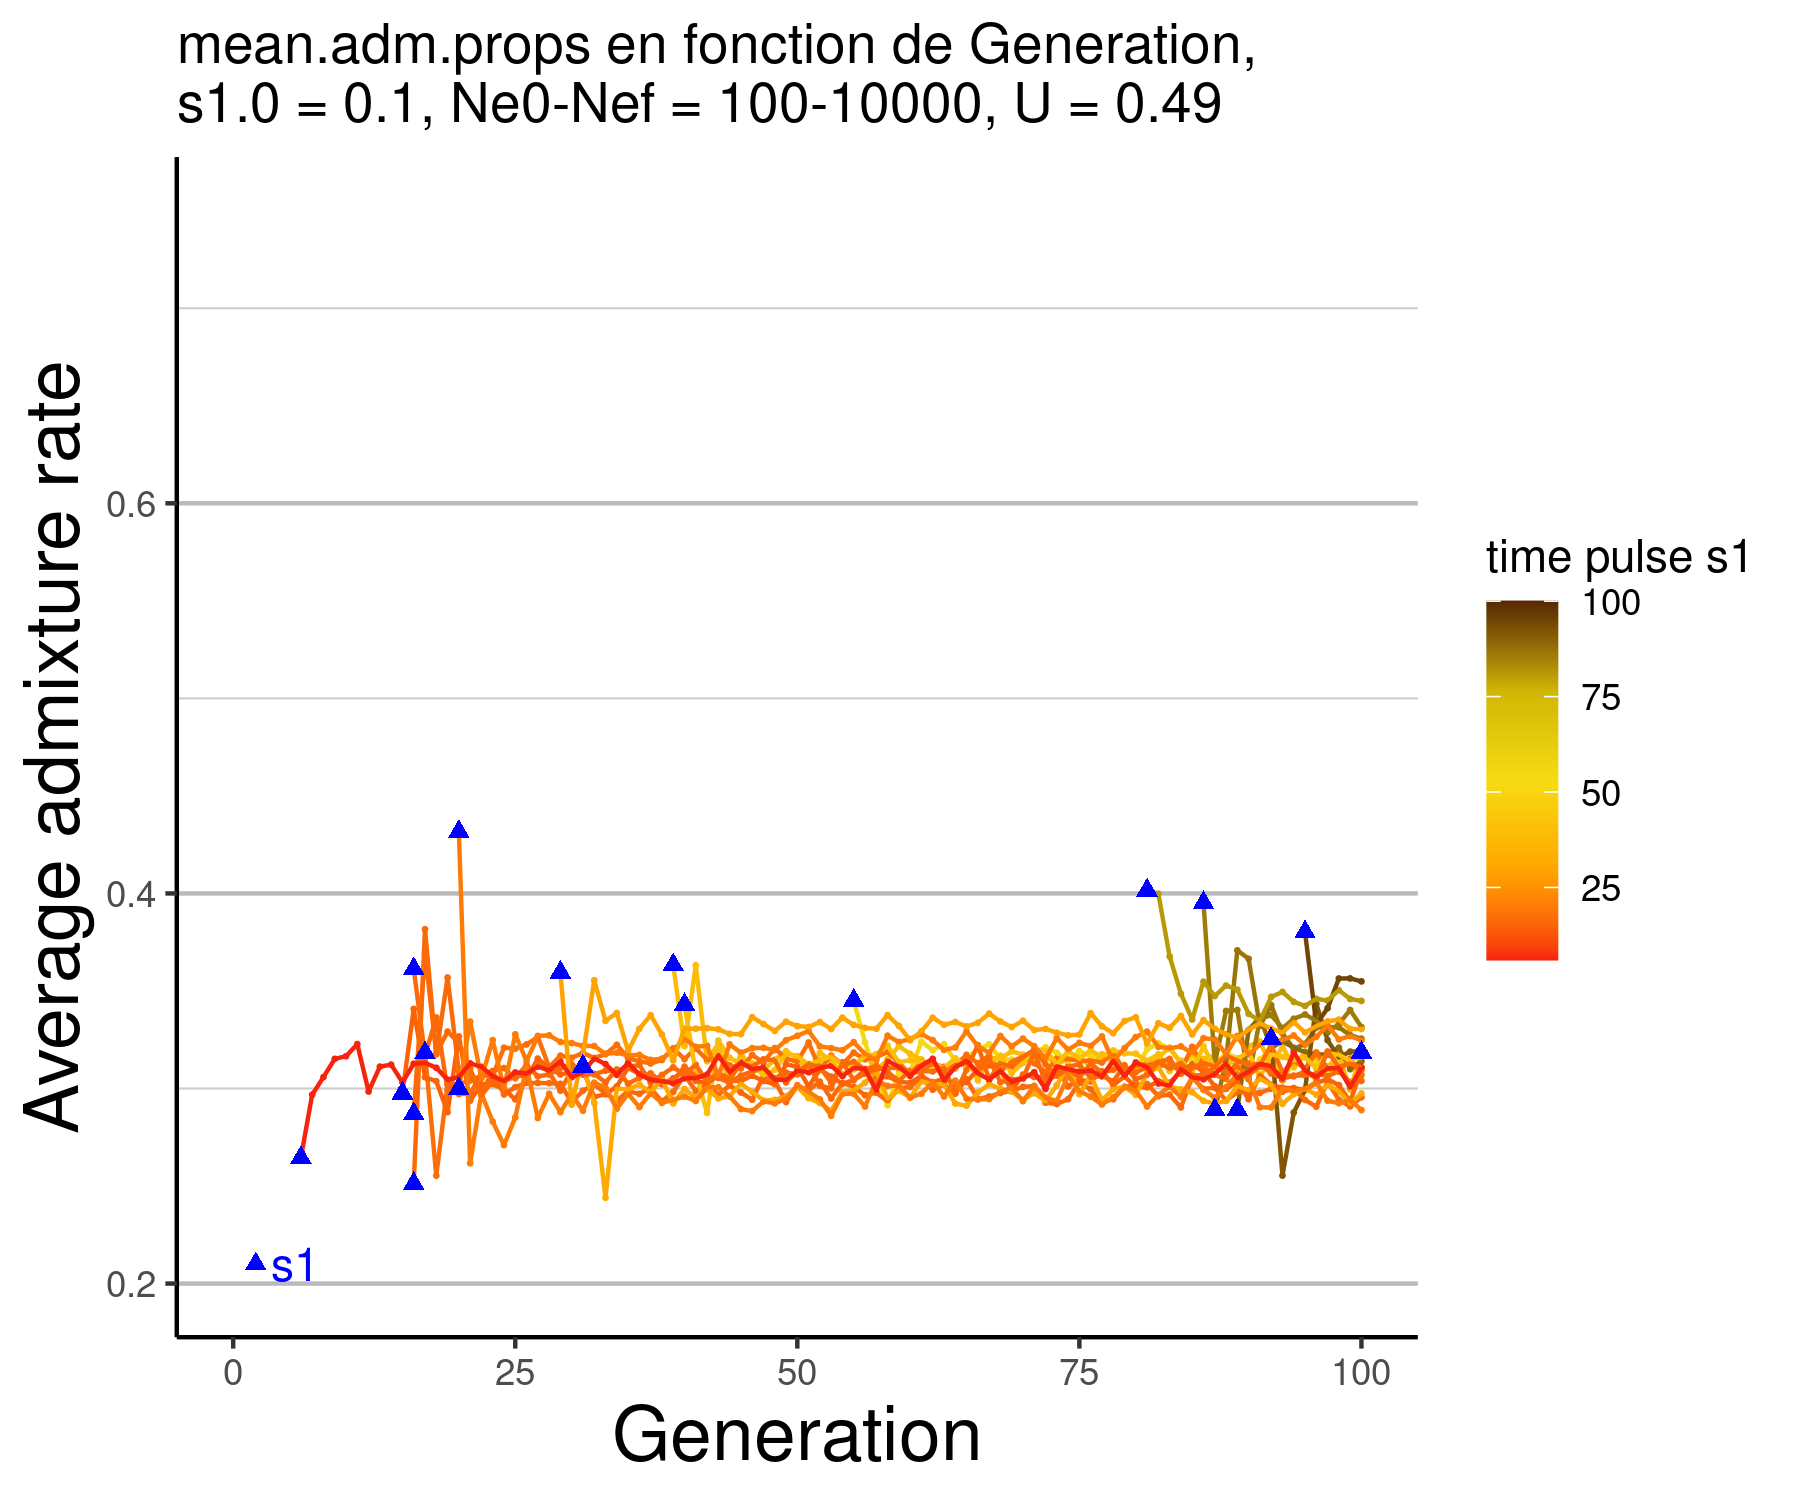 mean.adm.props en fonction de Generation,
s1.0 = 0.1, Ne0-Nef = 100-10000, U = 0.49
Average admixture rate
0.6
0.4
0.2
s1
0 25 50 75 100
Generation
time pulse s1
100
75
50
25